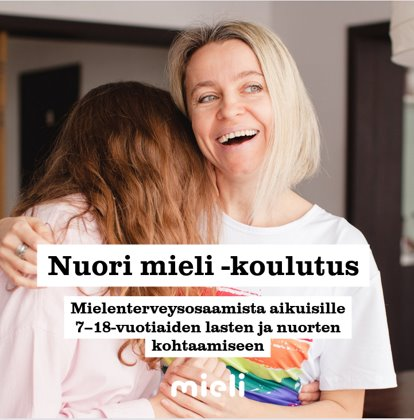 Nuori mieli -koulutus
Mielenterveysosaamista aikuisille
7–18-vuotiaiden lasten ja nuorten
kohtaamiseen
mieli